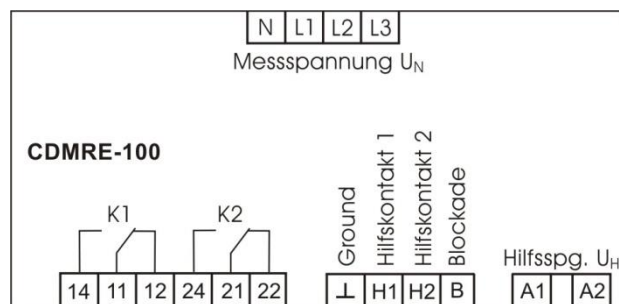 N L1 L2 L3
Messspannung UN
CDMRE-100
K1 K2
Ground
Hilfskontakt 1
Hilfskontakt 2
Blockade
Hilfsspg. UH
14 11 12 24 21 22 ⊥ H1 H2 B A1 A2